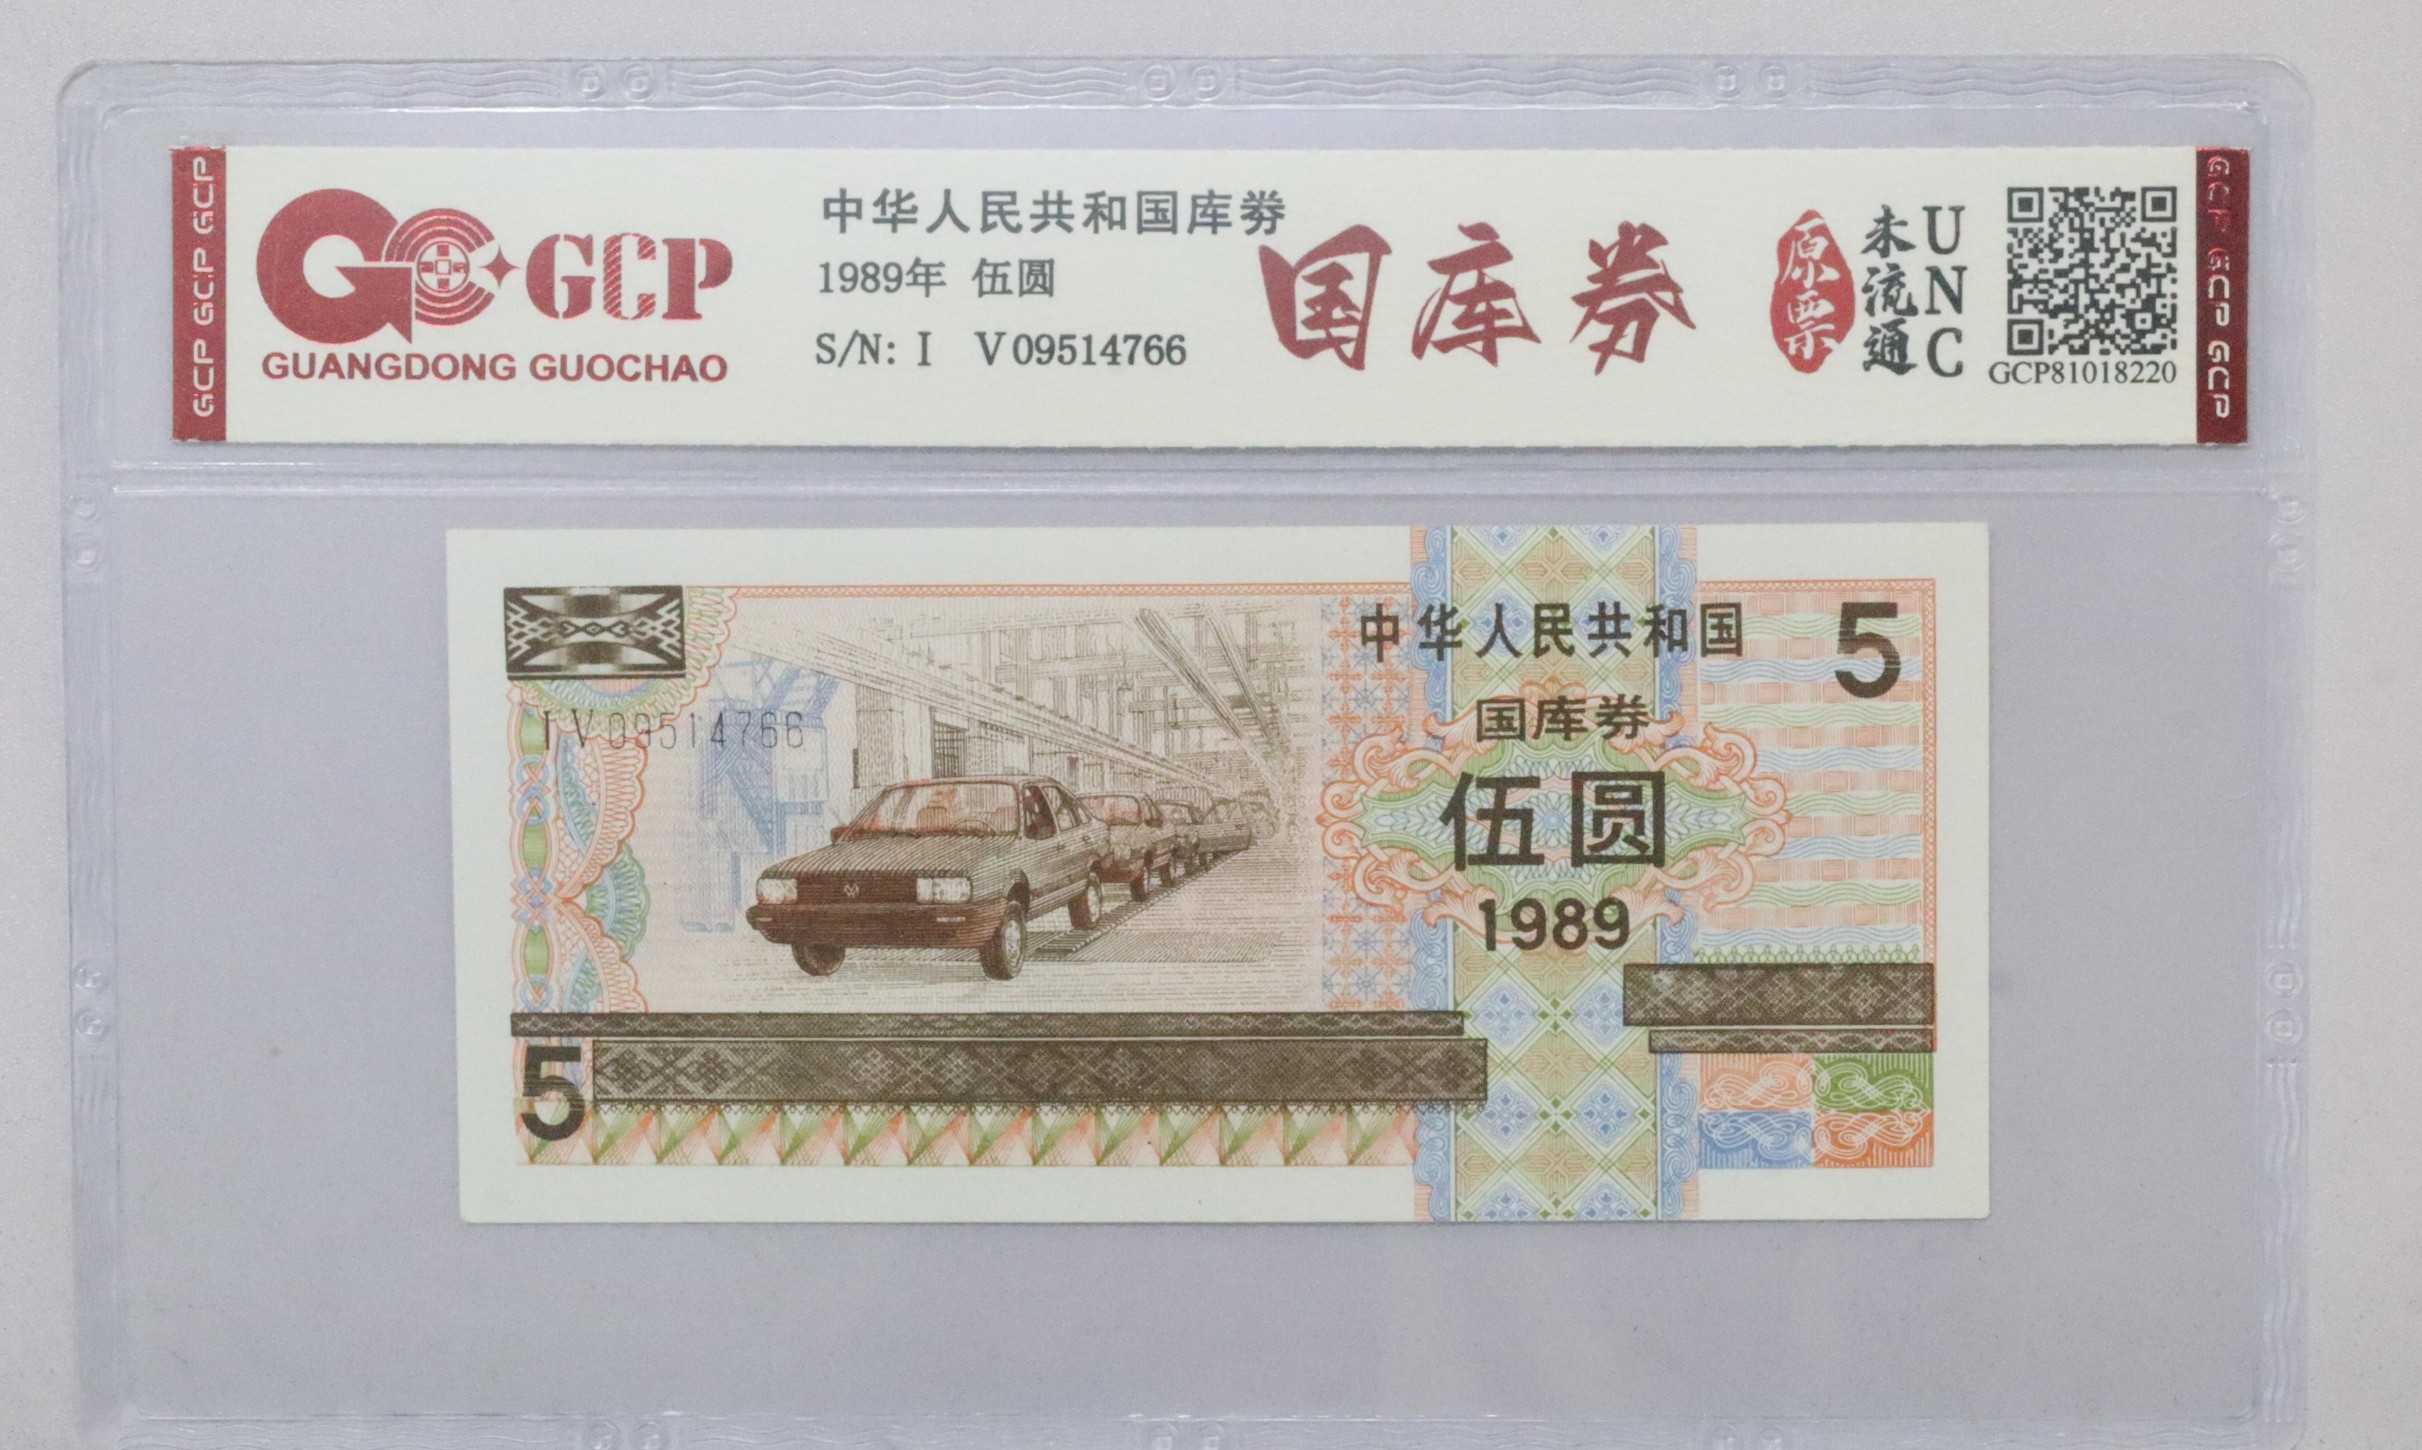 GCP GCP GCP
GCP
GUANGDONG GUOCHAO
中华人民共和国库券
1989年 伍圆
S/N: I V09514766
国库券
原票
未流通
UNC
GCP81018220
GCP GCP GCP
中华人民共和国
5
国库券
I V09514766
伍圆
1989
5